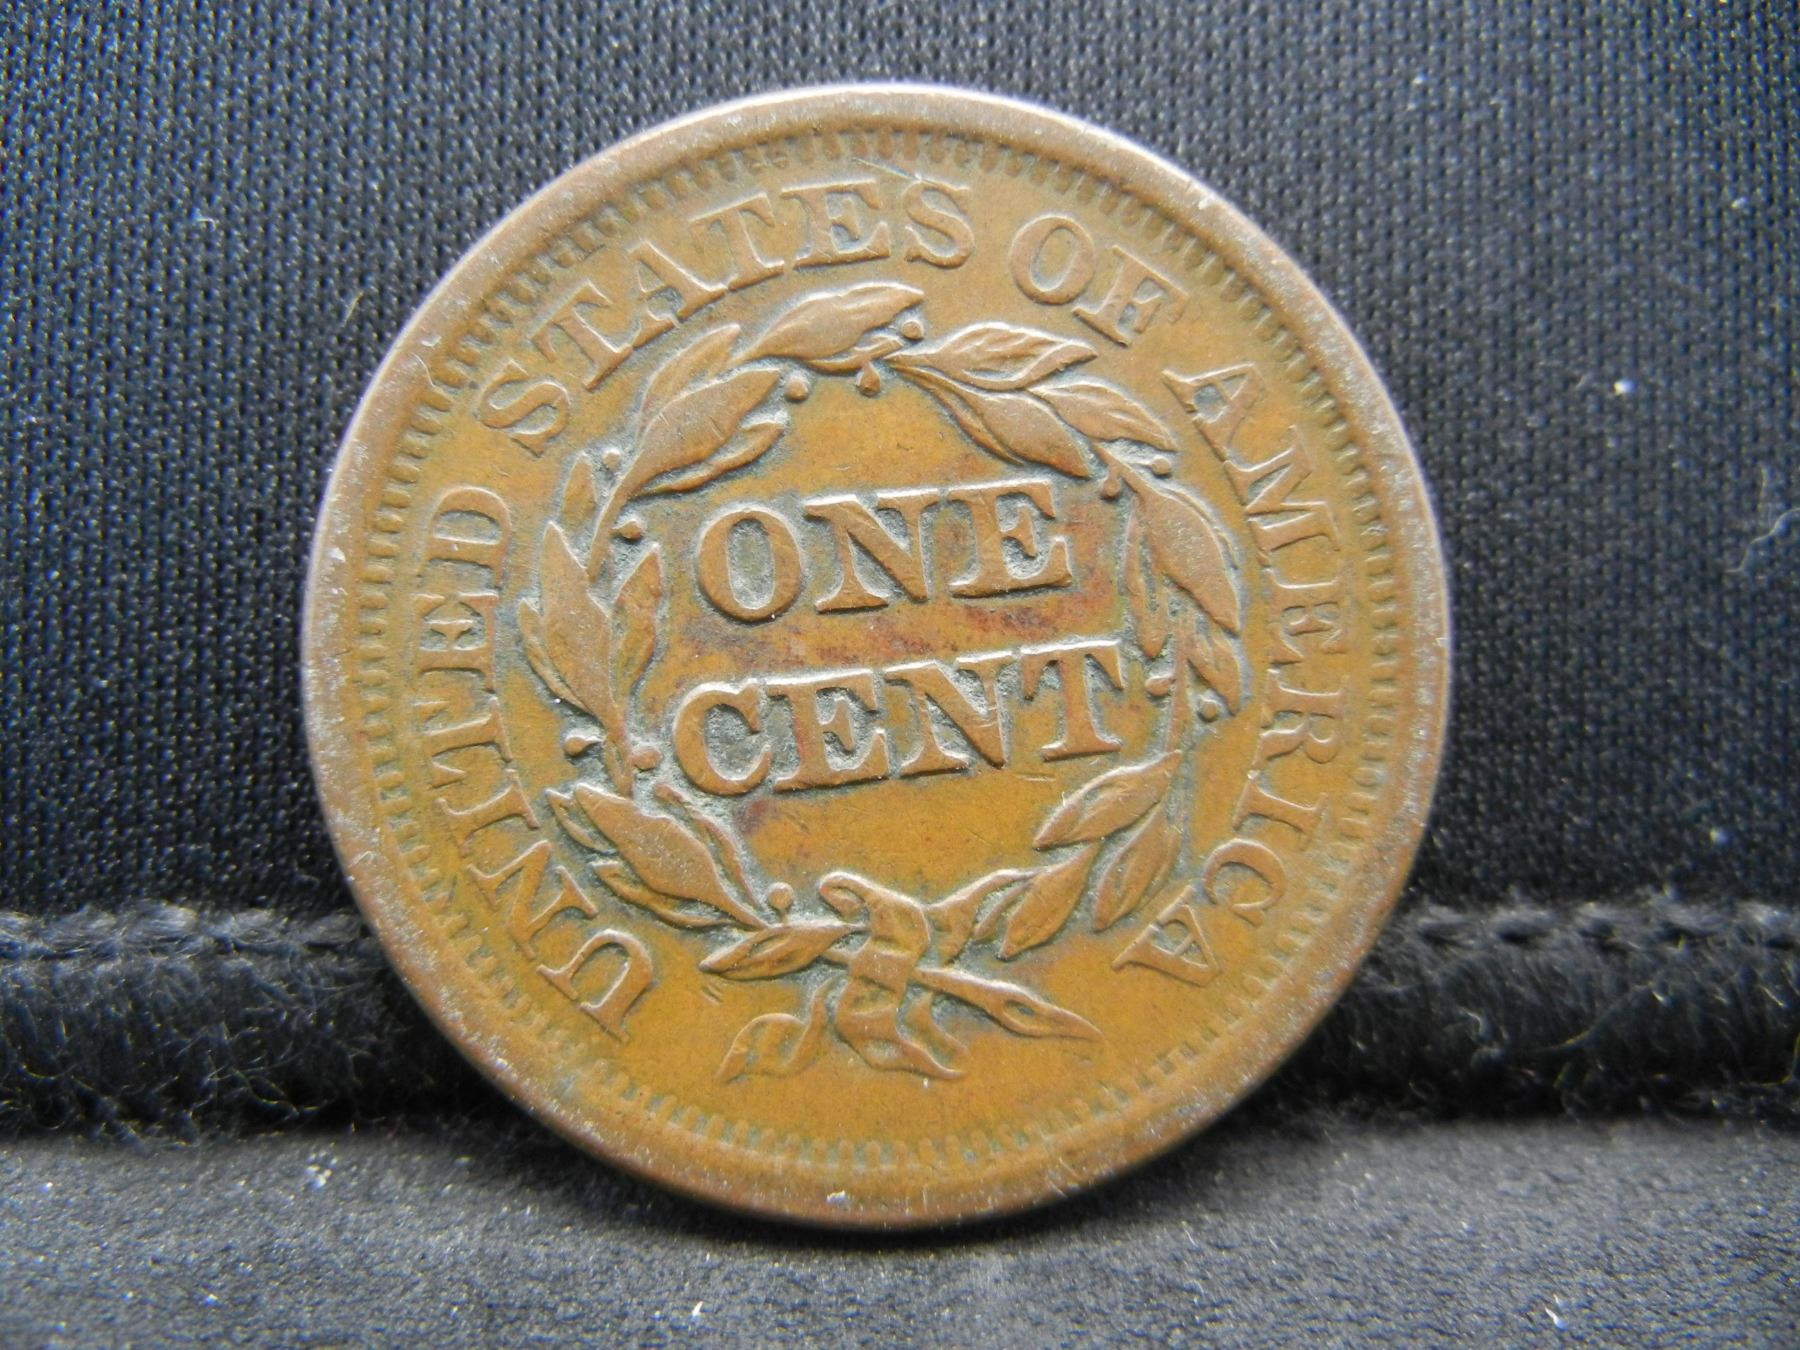 UNITED STATES OF AMERICA
ONE
CENT